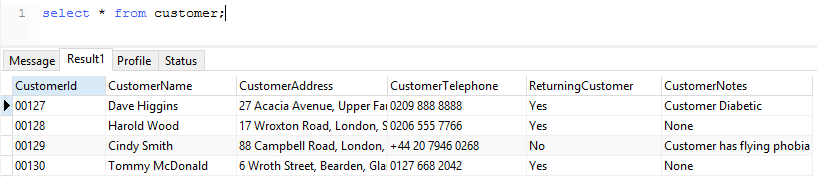 1 select * from customer;
Message Result1 Profile Status
CustomerId CustomerName CustomerAddress CustomerTelephone ReturningCustomer CustomerNotes
00127 Dave Higgins 27 Acacia Avenue, Upper 0209 888 8888 Yes Customer Diabetic
00128 Harold Wood 17 Wroxton Road, London, 0206 555 7766 Yes None
00129 Cindy Smith 88 Campbell Road, London, +44 20 7946 0268 No Customer has flying phobia
00130 Tommy McDonald 6 Wroth Street, Bearden, 0127 668 2042 Yes None